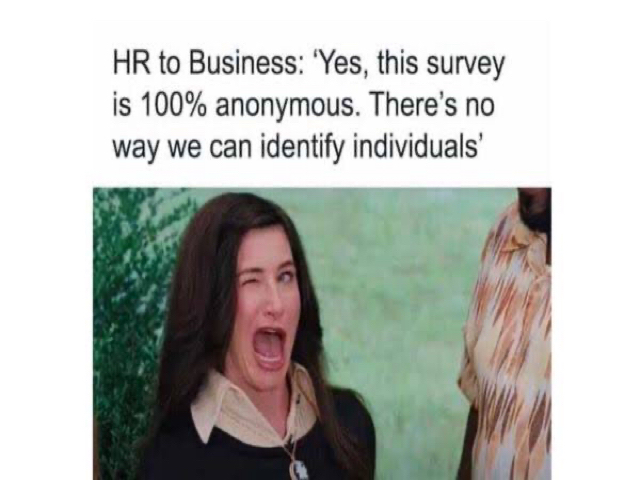 HR to Business: ‘Yes, this survey
is 100% anonymous. There’s no
way we can identify individuals’